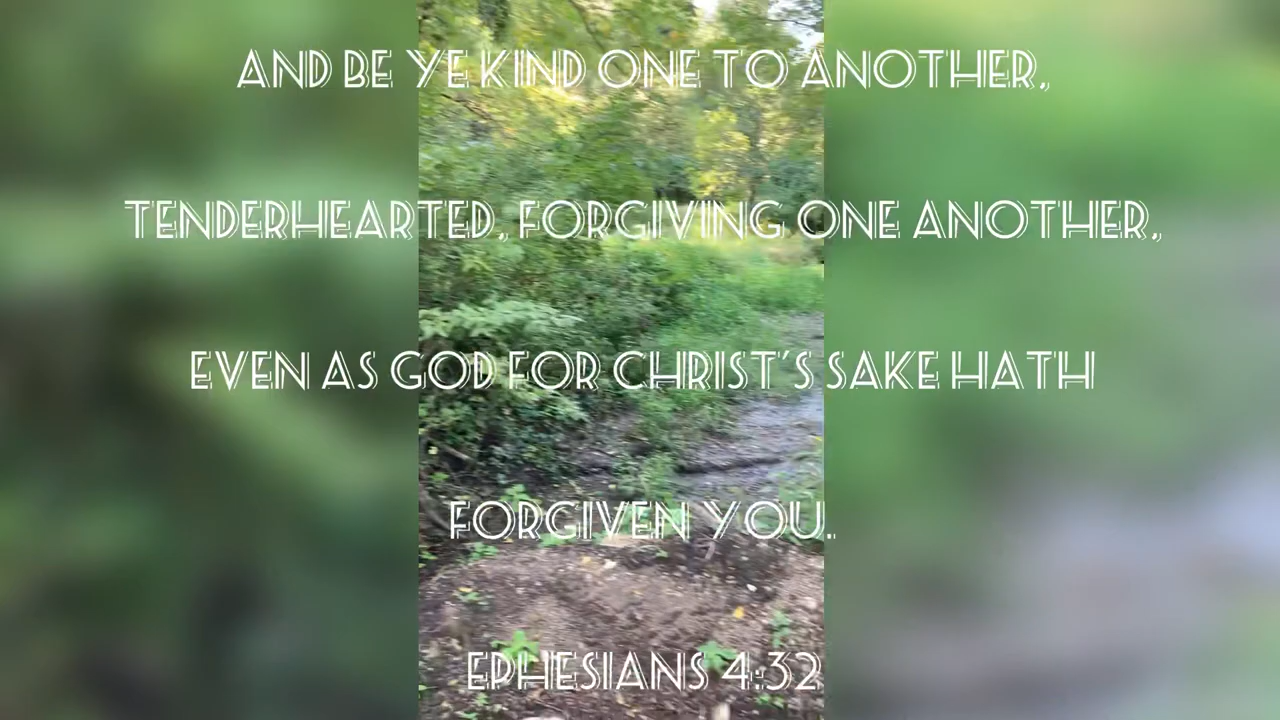 AND BE YE KIND ONE TO ANOTHER,
TENDERHEARTED, FORGIVING ONE ANOTHER,
EVEN AS GOD FOR CHRIST'S SAKE HATH
FORGIVEN YOU.
EPHESIANS 4:32